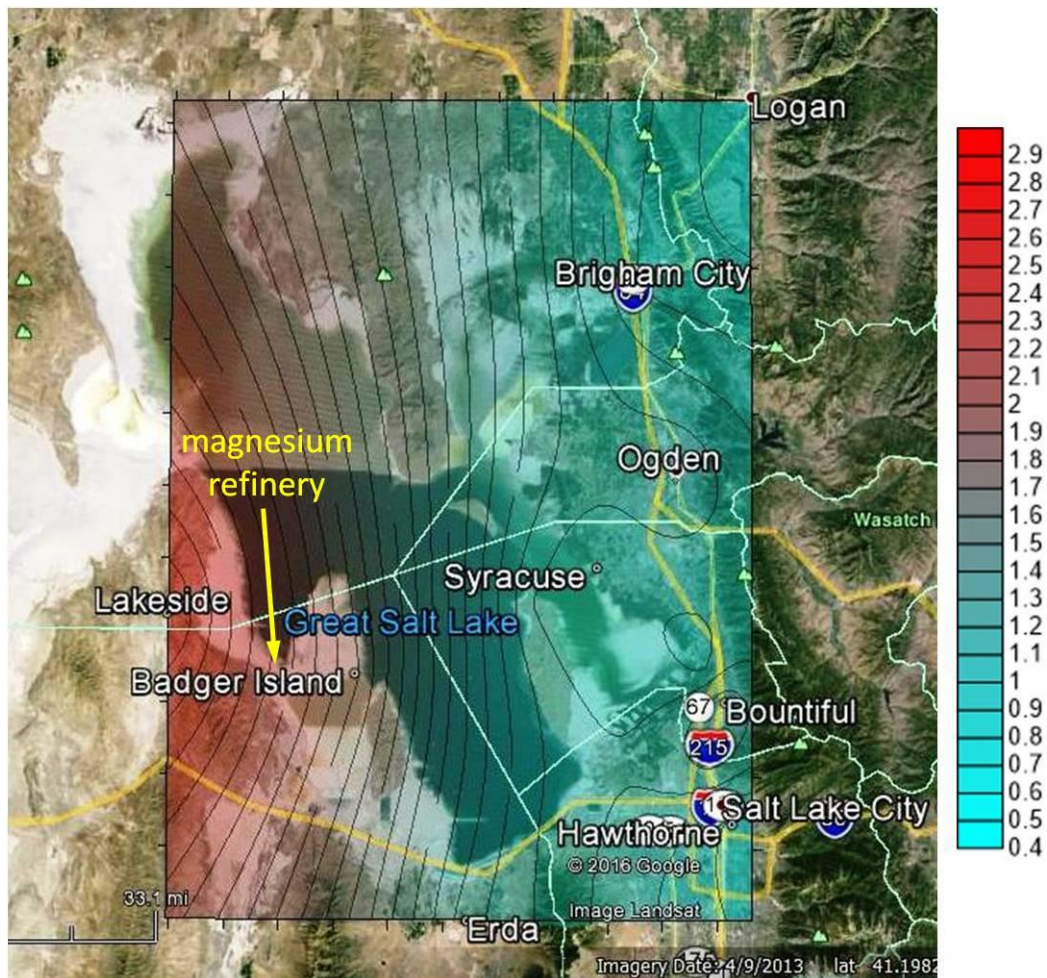 Logan
Brigham City
magnesium
refinery
Ogden
Wasatch
Syracuse
Lakeside
Great Salt Lake
Badger Island
67
Bountiful
215
Salt Lake City
Hawthorne
© 2016 Google
33.1 mi
Image Landsat
Erda
Imagery Date: 4/9/2013 lat 41.1982
2.9
2.8
2.7
2.6
2.5
2.4
2.3
2.2
2.1
2
1.9
1.8
1.7
1.6
1.5
1.4
1.3
1.2
1.1
1
0.9
0.8
0.7
0.6
0.5
0.4